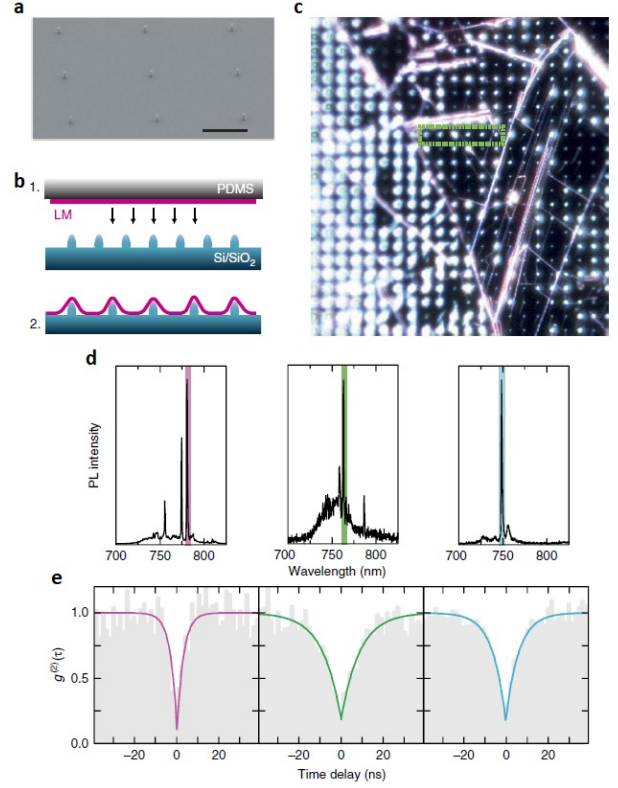 a
c
b
1.
PDMS
LM
Si/SiO2
2.
d
PL intensity
700 750 800
700 750 800
700 750 800
Wavelength (nm)
e
g(2)(τ)
1.0
0.5
0.0
−20 0 20
−20 0 20
−20 0 20
Time delay (ns)